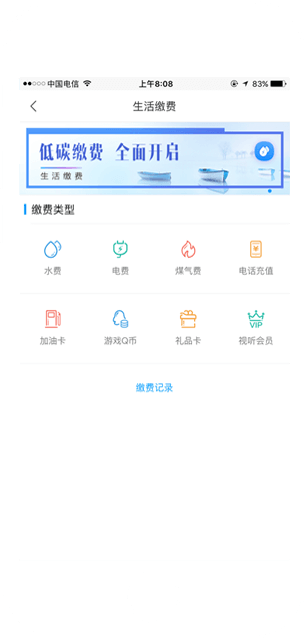 中国电信 上午8:08 83%
生活缴费
低碳缴费 全面开启
生活缴费
缴费类型
水费 电费 煤气费 电话充值
VIP
加油卡 游戏Q币 礼品卡 视听会员
缴费记录